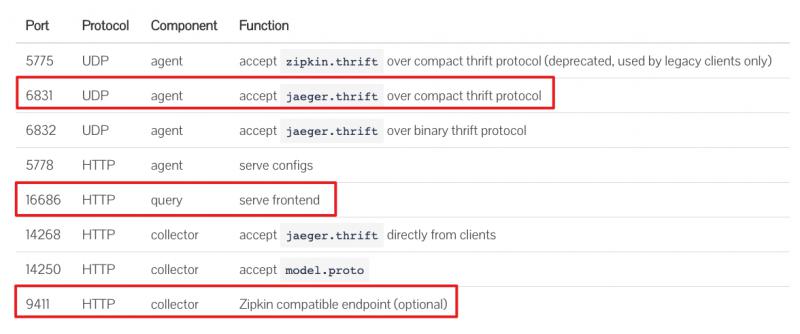 Port Protocol Component Function
5775 UDP agent accept zipkin.thrift over compact thrift protocol (deprecated, used by legacy clients only)
6831 UDP agent accept jaeger.thrift over compact thrift protocol
6832 UDP agent accept jaeger.thrift over binary thrift protocol
5778 HTTP agent serve configs
16686 HTTP query serve frontend
14268 HTTP collector accept jaeger.thrift directly from clients
14250 HTTP collector accept model.proto
9411 HTTP collector Zipkin compatible endpoint (optional)